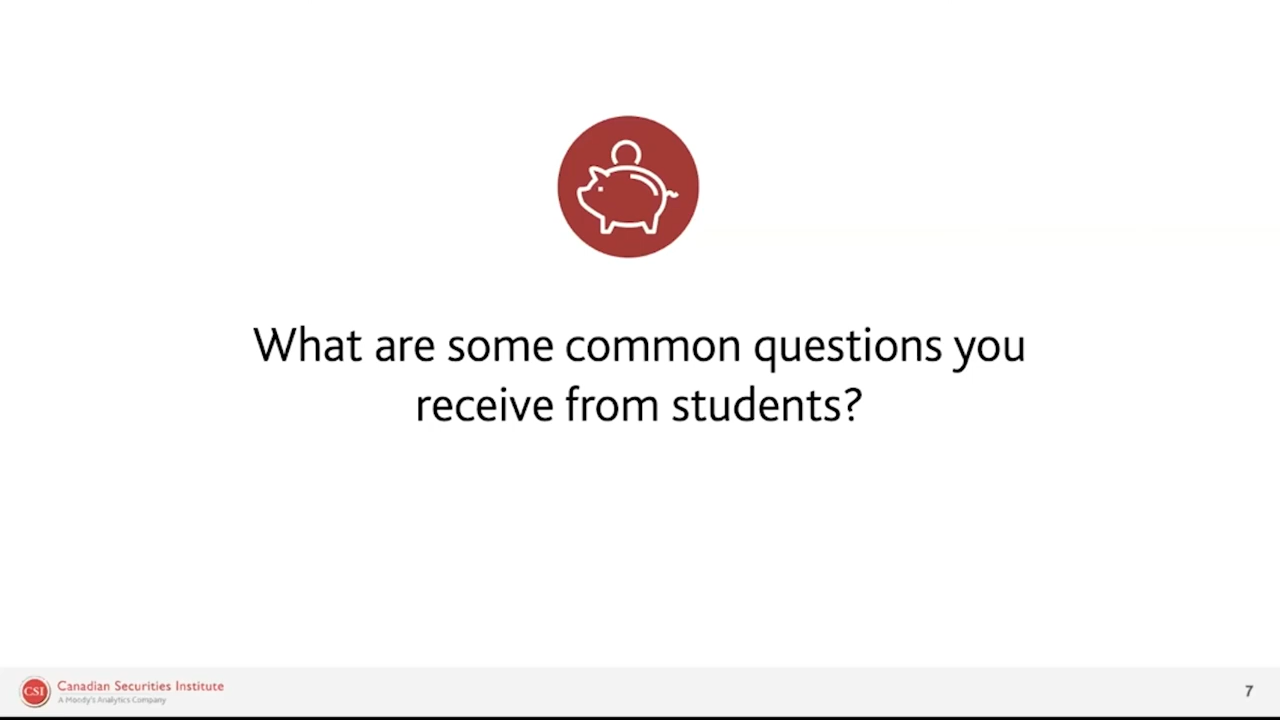 What are some common questions you
receive from students?
CSI
Canadian Securities Institute
A Moody's Analytics Company
7